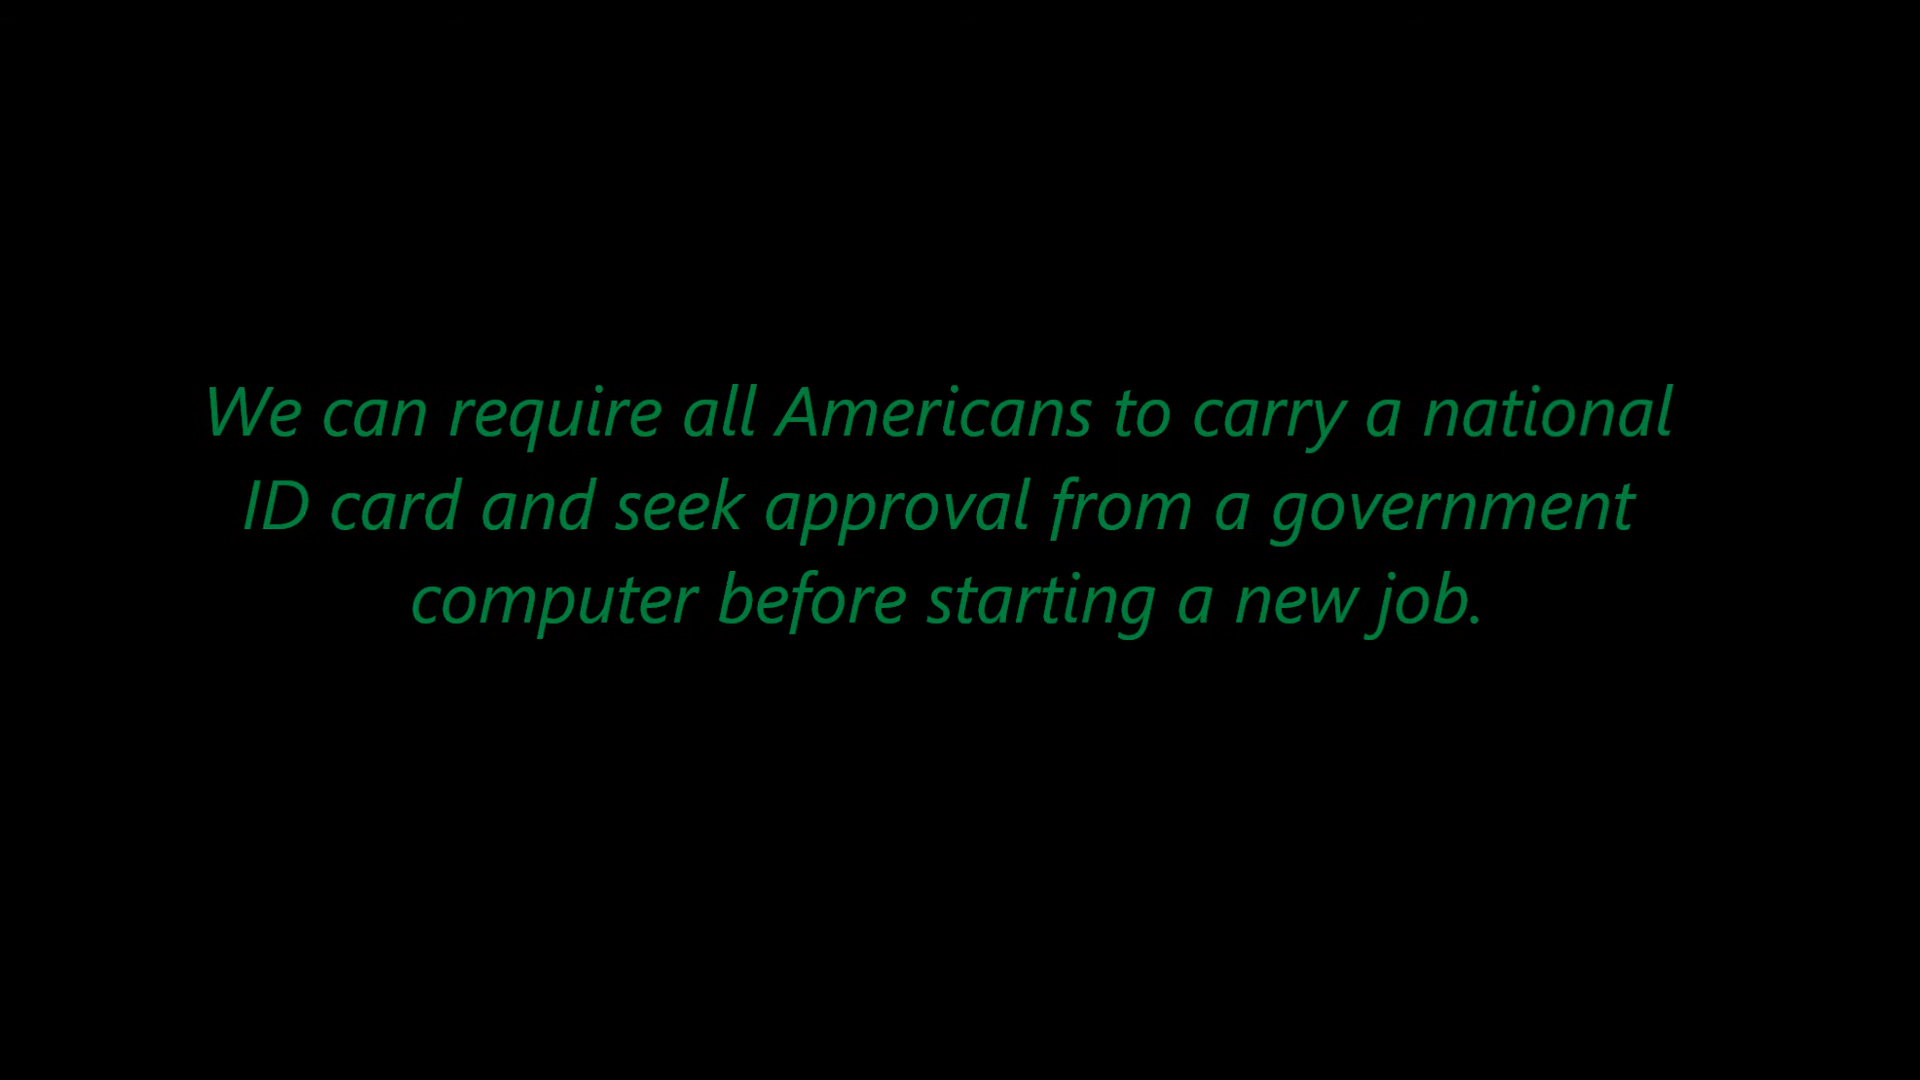 We can require all Americans to carry a national
ID card and seek approval from a government
computer before starting a new job.